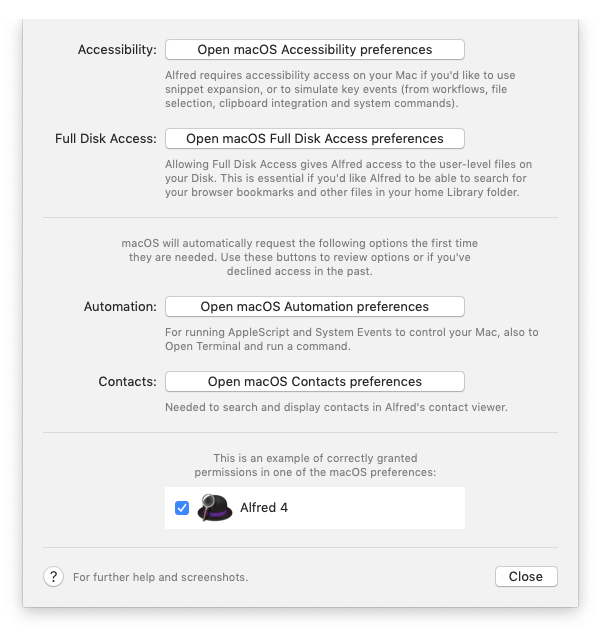 Accessibility: Open macOS Accessibility preferences
Alfred requires accessibility access on your Mac if you'd like to use
snippet expansion, or to simulate key events (from workflows, file
selection, clipboard integration and system commands).
Full Disk Access: Open macOS Full Disk Access preferences
Allowing Full Disk Access gives Alfred access to the user-level files on
your Disk. This is essential if you'd like Alfred to be able to search for
your browser bookmarks and other files in your home Library folder.
macOS will automatically request the following options the first time
they are needed. Use these buttons to review options or if you've
declined access in the past.
Automation: Open macOS Automation preferences
For running AppleScript and System Events to control your Mac, also to
Open Terminal and run a command.
Contacts: Open macOS Contacts preferences
Needed to search and display contacts in Alfred's contact viewer.
This is an example of correctly granted
permissions in one of the macOS preferences:
Alfred 4
? For further help and screenshots. Close